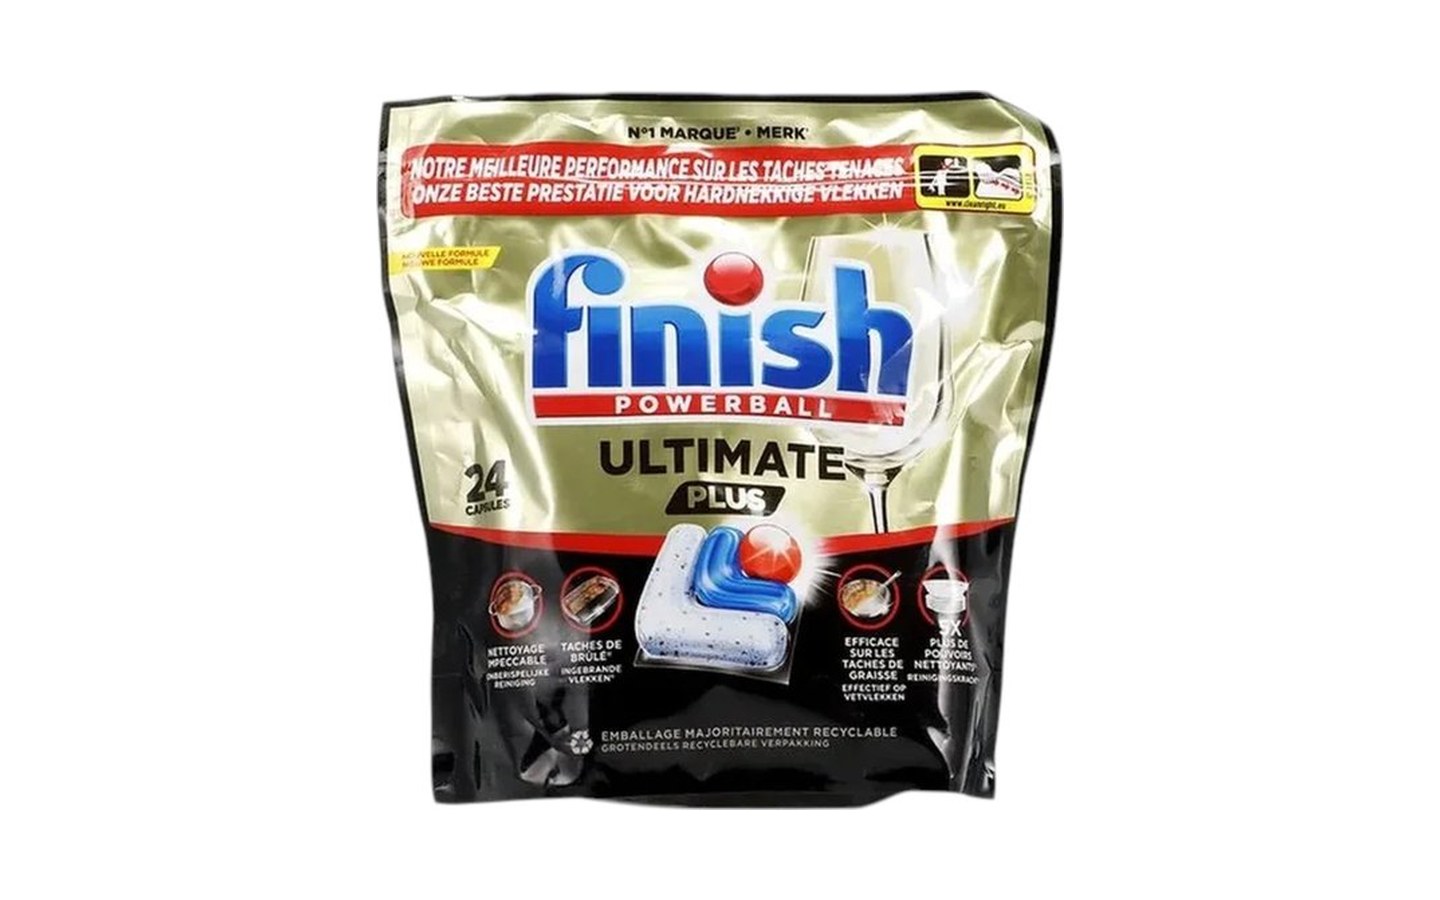 N°1 MARQUE • MERK
NOTRE MEILLEURE PERFORMANCE SUR LES TACHES TENACES
ONZE BESTE PRESTATIE VOOR HARDNEKKIGE VLEKKEN
www.cleanright.eu
NOUVELLE FORMULE
NIEUWE FORMULE
finish
POWERBALL
ULTIMATE
PLUS
24
CAPSULES
NETTOYAGE
IMPECCABLE
ONBERISPELIJKE
REINIGING
TACHES DE
BRÛLÉ
INGEBRANDE
VLEKKEN
EFFICACE
SUR LES
TACHES DE
GRAISSE
EFFECTIEF OP
VETVLEKKEN
5X
PLUS DE
POUVOIRS
NETTOYANTS
REINIGINGSKRACHT
EMBALLAGE MAJORITAIREMENT RECYCLABLE
GROTENDEELS RECYCLEBARE VERPAKKING